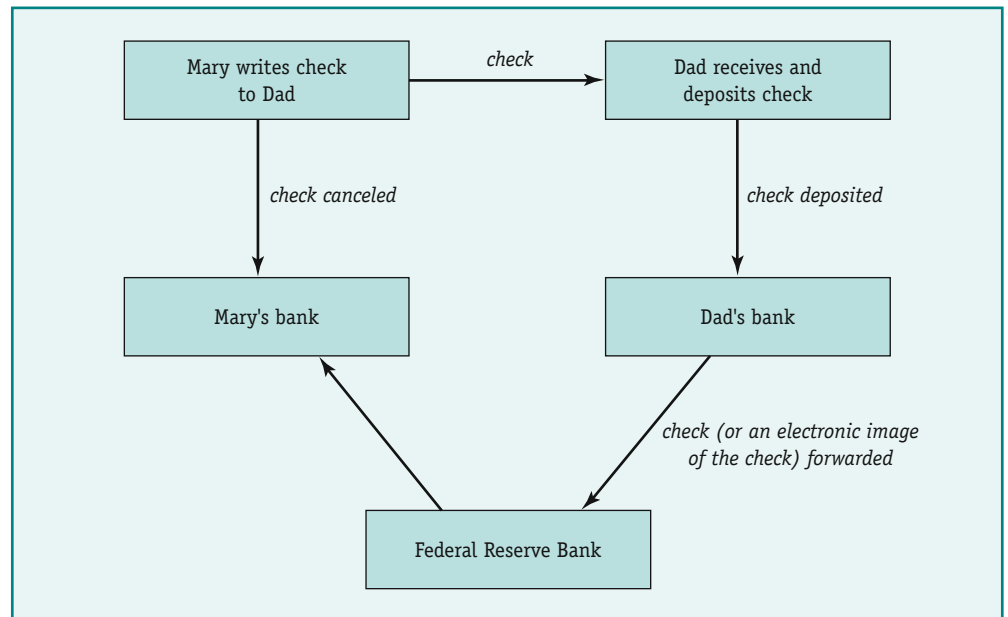 Mary writes check
to Dad
check
Dad receives and
deposits check
check canceled
check deposited
Mary's bank
Dad's bank
check (or an electronic image
of the check) forwarded
Federal Reserve Bank